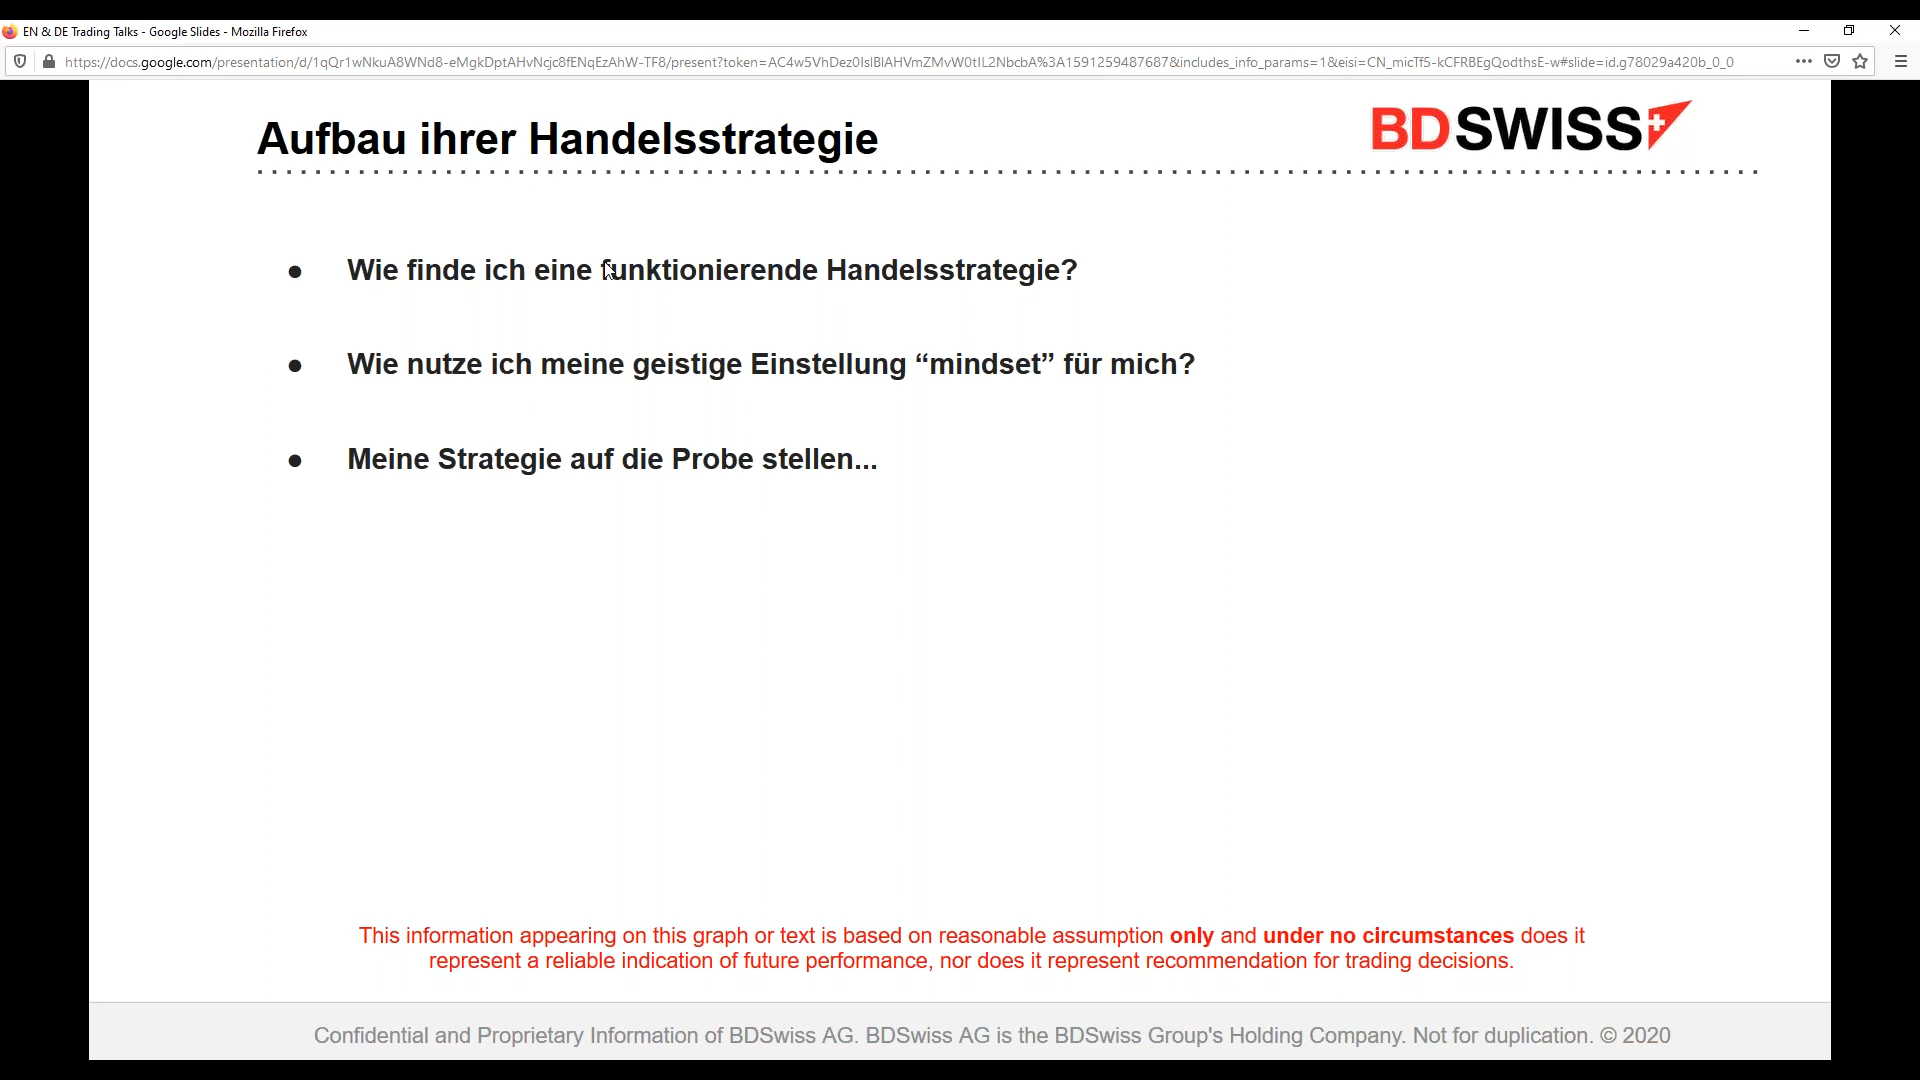 EN & DE Trading Talks - Google Slides - Mozilla Firefox
https://docs.google.com/presentation/d/1qQr1wNkuA8WNd8-eMgkDptAHvNcjc8fENqEzAhW-TF8/present?token=AC4w5VhDez0IsIBlAHVmZMvW0tIL2NbcbA%3A1591259487687&includes_info_params=1&eisi=CN_micTf5-kCFRBEgQodthsE-w#slide=id.g78029a420b_0_0
Aufbau ihrer Handelsstrategie
BDSWISS
● Wie finde ich eine funktionierende Handelsstrategie?
● Wie nutze ich meine geistige Einstellung “mindset” für mich?
● Meine Strategie auf die Probe stellen...
This information appearing on this graph or text is based on reasonable assumption only and under no circumstances does it
represent a reliable indication of future performance, nor does it represent recommendation for trading decisions.
Confidential and Proprietary Information of BDSwiss AG. BDSwiss AG is the BDSwiss Group's Holding Company. Not for duplication. © 2020